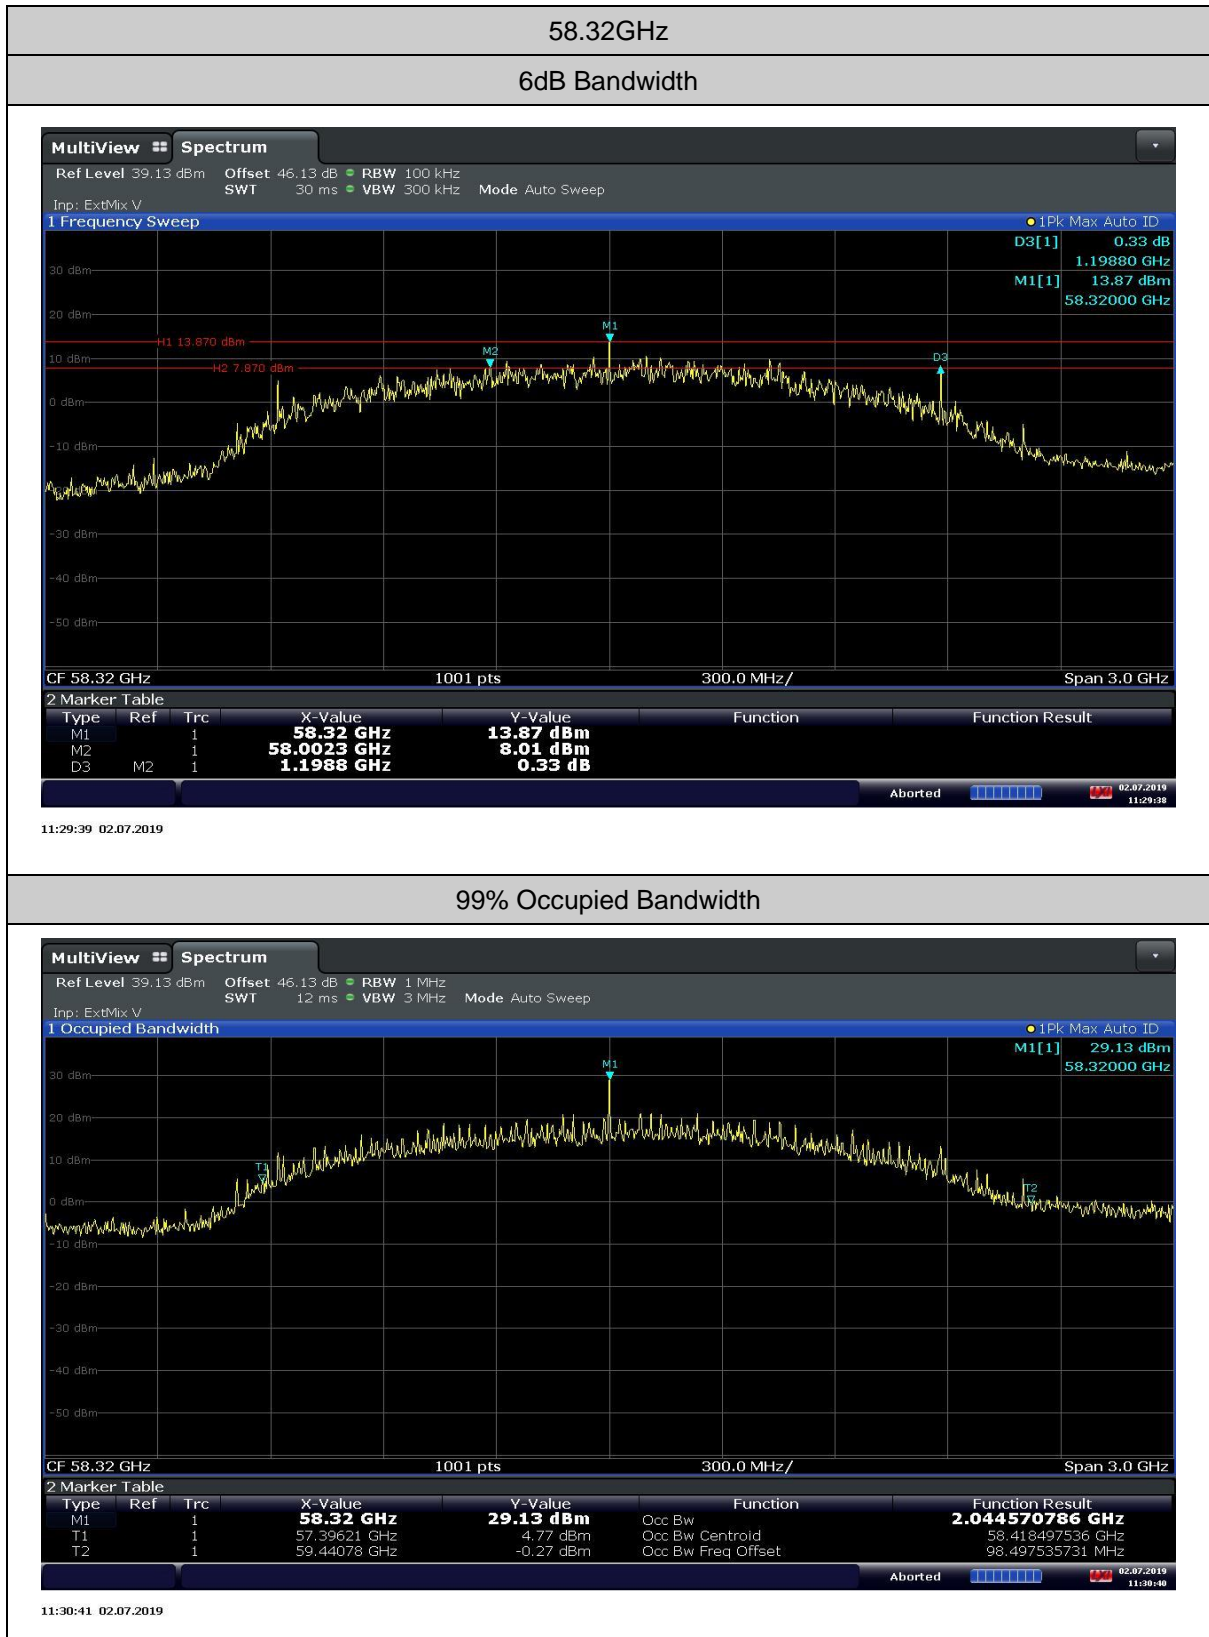 58.32GHz
6dB Bandwidth
MultiView Spectrum
Ref Level 39.13 dBm Offset 46.13 dB RBW 100 kHz
SWT 30 ms VBW 300 kHz Mode Auto Sweep
Inp: ExtMix V
1 Frequency Sweep 1Pk Max Auto ID
D3[1] 0.33 dB
1.19880 GHz
M1[1] 13.87 dBm
58.32000 GHz
30 dBm
20 dBm
M1
H1 13.870 dBm
M2
10 dBm
D3
H2 7.870 dBm
0 dBm
-10 dBm
-30 dBm
-40 dBm
-50 dBm
CF 58.32 GHz 1001 pts 300.0 MHz/ Span 3.0 GHz
2 Marker Table
Type Ref Trc X-Value Y-Value Function Function Result
M1 1 58.32 GHz 13.87 dBm
M2 1 58.0023 GHz 8.01 dBm
D3 M2 1 1.1988 GHz 0.33 dB
Aborted 02.07.2019
11:29:38
11:29:39 02.07.2019
99% Occupied Bandwidth
MultiView Spectrum
Ref Level 39.13 dBm Offset 46.13 dB RBW 1 MHz
SWT 12 ms VBW 3 MHz Mode Auto Sweep
Inp: ExtMix V
1 Occupied Bandwidth 1Pk Max Auto ID
M1[1] 29.13 dBm
58.32000 GHz
M1
30 dBm
20 dBm
10 dBm
T1
T2
0 dBm
-10 dBm
-20 dBm
-30 dBm
-40 dBm
-50 dBm
CF 58.32 GHz 1001 pts 300.0 MHz/ Span 3.0 GHz
2 Marker Table
Type Ref Trc X-Value Y-Value Function Function Result
M1 1 58.32 GHz 29.13 dBm Occ Bw 2.044570786 GHz
T1 1 57.39621 GHz 4.77 dBm Occ Bw Centroid 58.418497536 GHz
T2 1 59.44078 GHz -0.27 dBm Occ Bw Freq Offset 98.497535731 MHz
Aborted 02.07.2019
11:30:40
11:30:41 02.07.2019